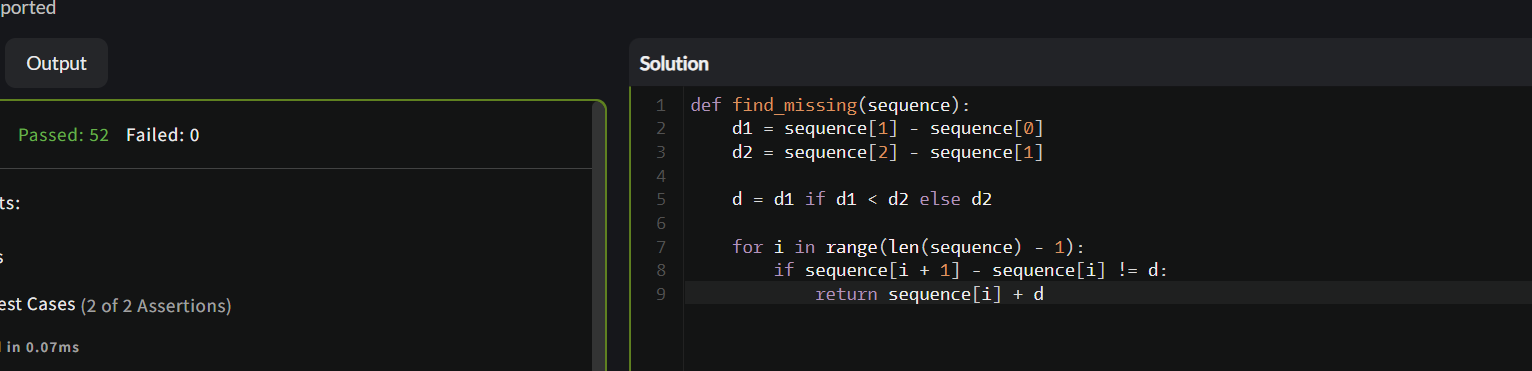 ported
Output
Passed: 52 Failed: 0
ts:
s
est Cases (2 of 2 Assertions)
in 0.07ms
Solution
1 def find_missing(sequence):
2     d1 = sequence[1] - sequence[0]
3     d2 = sequence[2] - sequence[1]
4
5     d = d1 if d1 < d2 else d2
6
7     for i in range(len(sequence) - 1):
8         if sequence[i + 1] - sequence[i] != d:
9             return sequence[i] + d